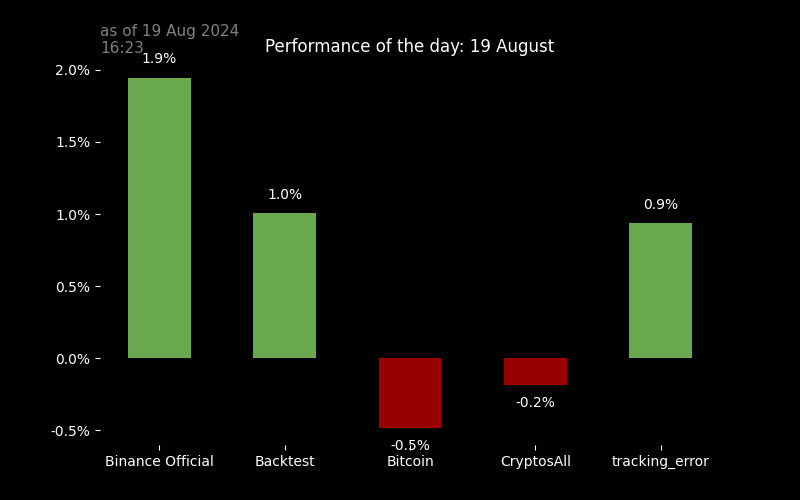 as of 19 Aug 2024
16:23
Performance of the day: 19 August
2.0%
1.5%
1.0%
0.5%
0.0%
-0.5%
1.9%
1.0%
-0.5%
-0.2%
0.9%
Binance Official
Backtest
Bitcoin
CryptosAll
tracking_error